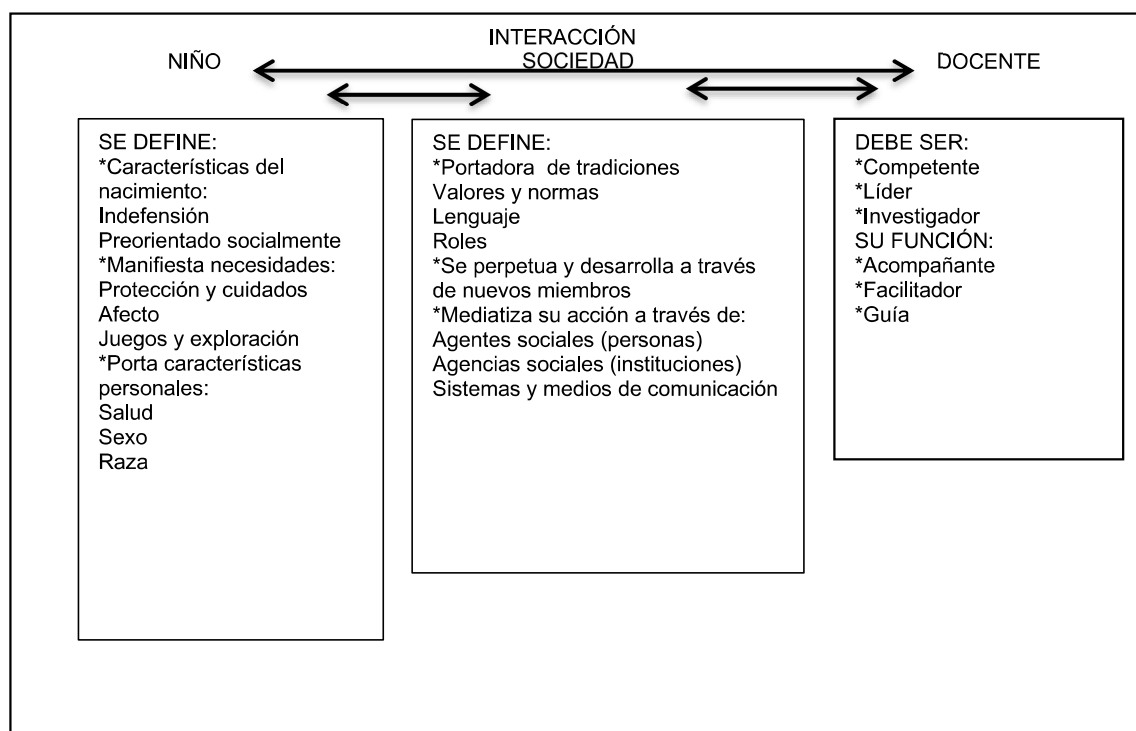 INTERACCIÓN
NIÑO SOCIEDAD DOCENTE
SE DEFINE:
*Características del
nacimiento:
Indefensión
Preorientado socialmente
*Manifiesta necesidades:
Protección y cuidados
Afecto
Juegos y exploración
*Porta características
personales:
Salud
Sexo
Raza
SE DEFINE:
*Portadora de tradiciones
Valores y normas
Lenguaje
Roles
*Se perpetua y desarrolla a través
de nuevos miembros
*Mediatiza su acción a través de:
Agentes sociales (personas)
Agencias sociales (instituciones)
Sistemas y medios de comunicación
DEBE SER:
*Competente
*Líder
*Investigador
SU FUNCIÓN:
*Acompañante
*Facilitador
*Guía